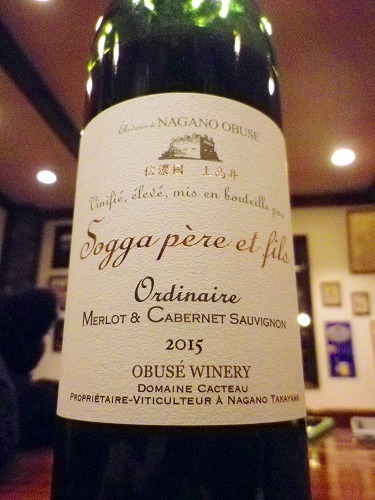 Élaboré à NAGANO OBUSE
信濃國 上高井
Vinifié, élevé, mis en bouteille par
Sogga père et fils
Ordinaire
MERLOT & CABERNET SAUVIGNON
2015
OBUSÉ WINERY
DOMAINE CACTEAU
PROPRIÉTAIRE-VITICULTEUR À NAGANO TAKAYAMA